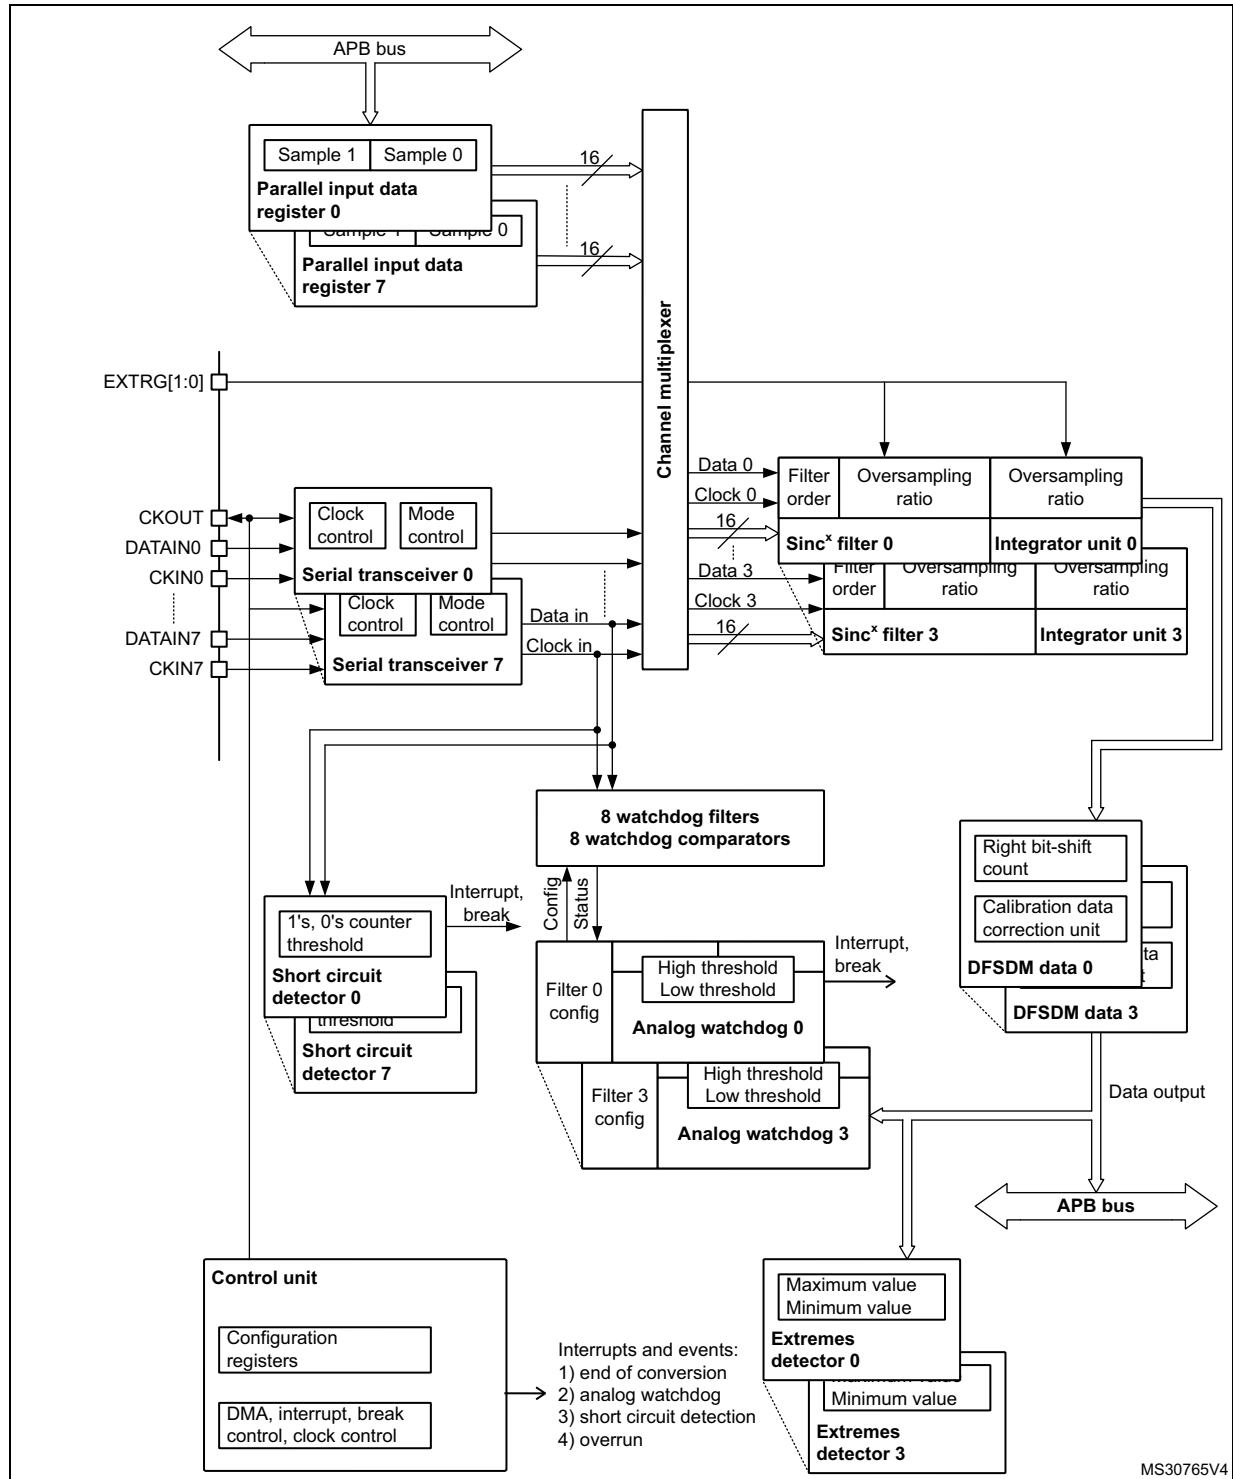 APB bus
Sample 1 Sample 0
Parallel input data
register 0
Sample 1 Sample 0
Parallel input data
register 7
16
16
Channel multiplexer
EXTRG[1:0]
CKOUT
DATAIN0
CKIN0
DATAIN7
CKIN7
Clock
control
Mode
control
Serial transceiver 0
Clock
control
Mode
control
Serial transceiver 7
Data in
Clock in
Data 0
Clock 0
16
Data 3
Clock 3
16
Filter
order
Oversampling
ratio
Oversampling
ratio
Sincx filter 0
Integrator unit 0
Filter
order
Oversampling
ratio
Oversampling
ratio
Sincx filter 3
Integrator unit 3
8 watchdog filters
8 watchdog comparators
Config
Status
Interrupt,
break
1's, 0's counter
threshold
Short circuit
detector 0
threshold
Short circuit
detector 7
Filter 0
config
High threshold
Low threshold
Analog watchdog 0
Interrupt,
break
Filter 3
config
High threshold
Low threshold
Analog watchdog 3
Right bit-shift
count
Calibration data
correction unit
DFSDM data 0
DFSDM data 3
Data output
APB bus
Control unit
Configuration
registers
DMA, interrupt, break
control, clock control
Interrupts and events:
1) end of conversion
2) analog watchdog
3) short circuit detection
4) overrun
Maximum value
Minimum value
Extremes
detector 0
Maximum value
Minimum value
Extremes
detector 3
MS30765V4